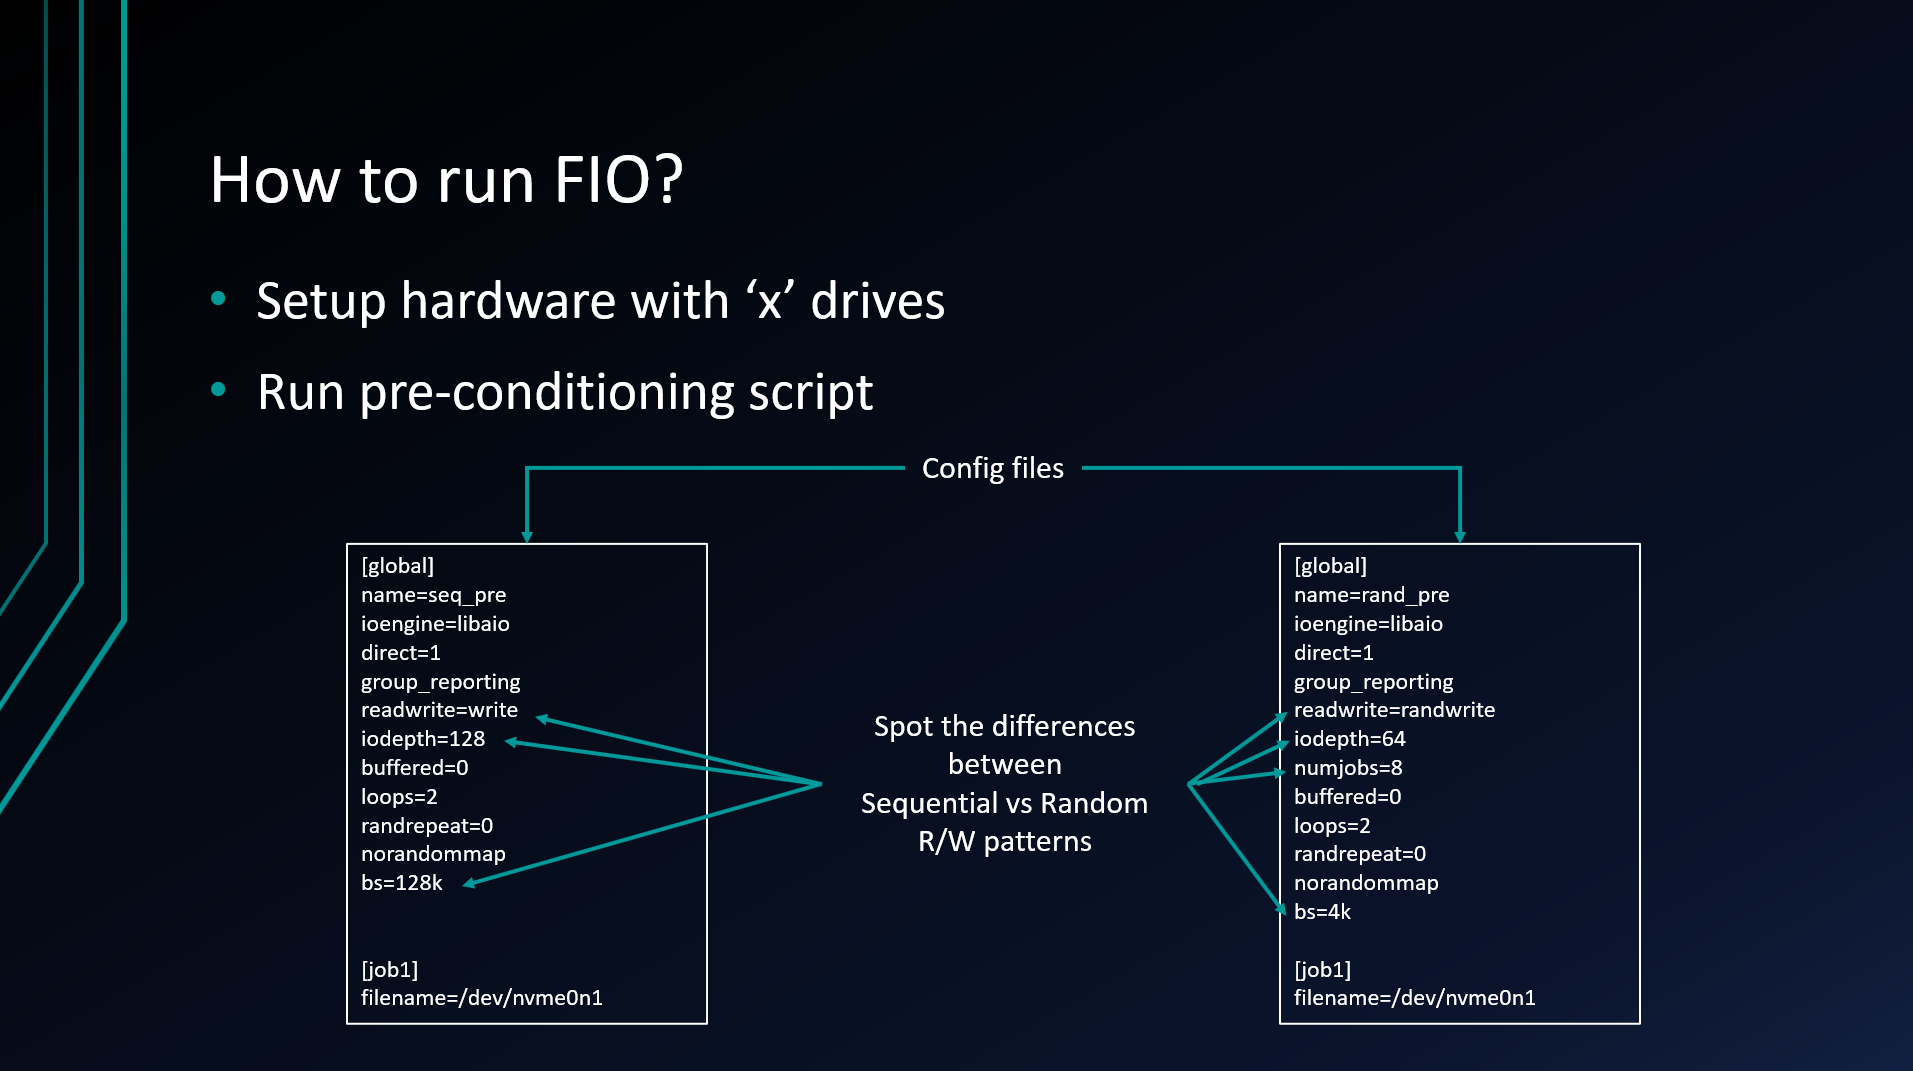 How to run FIO?
• Setup hardware with ‘x’ drives
• Run pre-conditioning script
Config files
[global]
name=seq_pre
ioengine=libaio
direct=1
group_reporting
readwrite=write
iodepth=128
buffered=0
loops=2
randrepeat=0
norandommap
bs=128k
[job1]
filename=/dev/nvme0n1
Spot the differences
between
Sequential vs Random
R/W patterns
[global]
name=rand_pre
ioengine=libaio
direct=1
group_reporting
readwrite=randwrite
iodepth=64
numjobs=8
buffered=0
loops=2
randrepeat=0
norandommap
bs=4k
[job1]
filename=/dev/nvme0n1